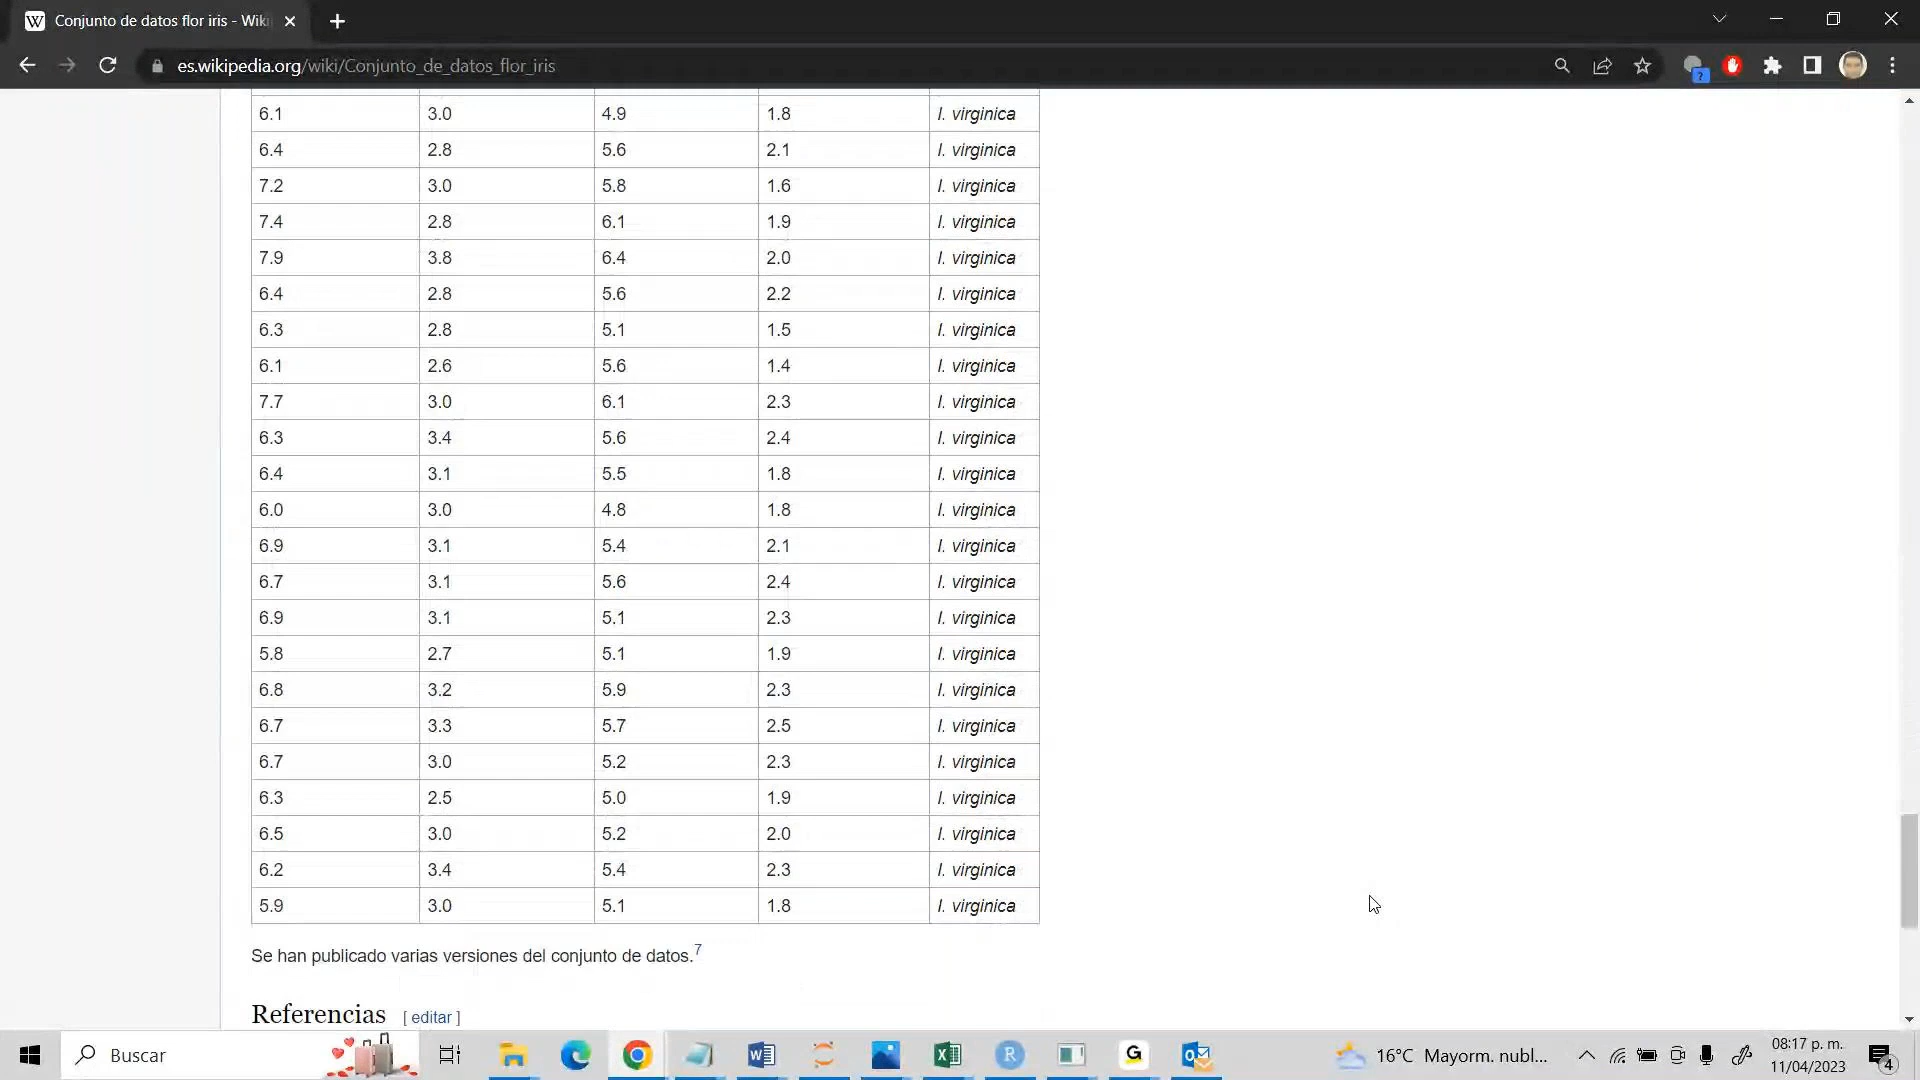 Conjunto de datos flor iris - Wiki
es.wikipedia.org/wiki/Conjunto_de_datos_flor_iris
6.1 3.0 4.9 1.8 I. virginica
6.4 2.8 5.6 2.1 I. virginica
7.2 3.0 5.8 1.6 I. virginica
7.4 2.8 6.1 1.9 I. virginica
7.9 3.8 6.4 2.0 I. virginica
6.4 2.8 5.6 2.2 I. virginica
6.3 2.8 5.1 1.5 I. virginica
6.1 2.6 5.6 1.4 I. virginica
7.7 3.0 6.1 2.3 I. virginica
6.3 3.4 5.6 2.4 I. virginica
6.4 3.1 5.5 1.8 I. virginica
6.0 3.0 4.8 1.8 I. virginica
6.9 3.1 5.4 2.1 I. virginica
6.7 3.1 5.6 2.4 I. virginica
6.9 3.1 5.1 2.3 I. virginica
5.8 2.7 5.1 1.9 I. virginica
6.8 3.2 5.9 2.3 I. virginica
6.7 3.3 5.7 2.5 I. virginica
6.7 3.0 5.2 2.3 I. virginica
6.3 2.5 5.0 1.9 I. virginica
6.5 3.0 5.2 2.0 I. virginica
6.2 3.4 5.4 2.3 I. virginica
5.9 3.0 5.1 1.8 I. virginica
Se han publicado varias versiones del conjunto de datos.7
Referencias [ editar ]
Buscar
16°C Mayorm. nubl...
08:17 p. m.
11/04/2023
4